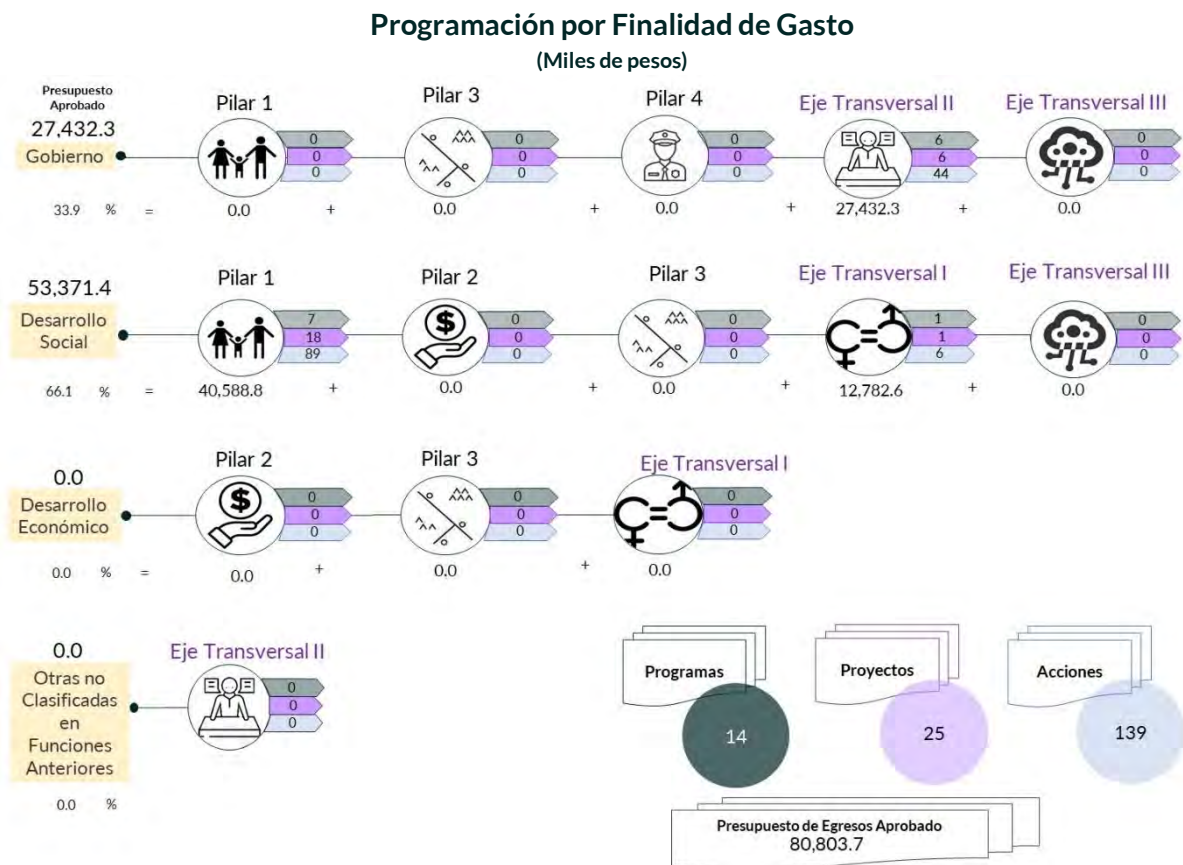 Programación por Finalidad de Gasto
(Miles de pesos)
Presupuesto
Aprobado
27,432.3
Gobierno
33.9 % =
Pilar 1
0
0
0
0.0 +
Pilar 3
0
0
0
0.0 +
Pilar 4
0
0
0
0.0 +
Eje Transversal II
6
6
44
27,432.3 +
Eje Transversal III
0
0
0
0.0
53,371.4
Desarrollo
Social
66.1 % =
Pilar 1
7
18
89
40,588.8 +
Pilar 2
0
0
0
0.0 +
Pilar 3
0
0
0
0.0 +
Eje Transversal I
1
1
6
12,782.6 +
Eje Transversal III
0
0
0
0.0
0.0
Desarrollo
Económico
0.0 % =
Pilar 2
0
0
0
0.0 +
Pilar 3
0
0
0
0.0 +
Eje Transversal I
0
0
0
0.0
0.0
Otras no
Clasificadas
en
Funciones
Anteriores
0.0 %
Eje Transversal II
0
0
0
Programas
14
Proyectos
25
Acciones
139
Presupuesto de Egresos Aprobado
80,803.7